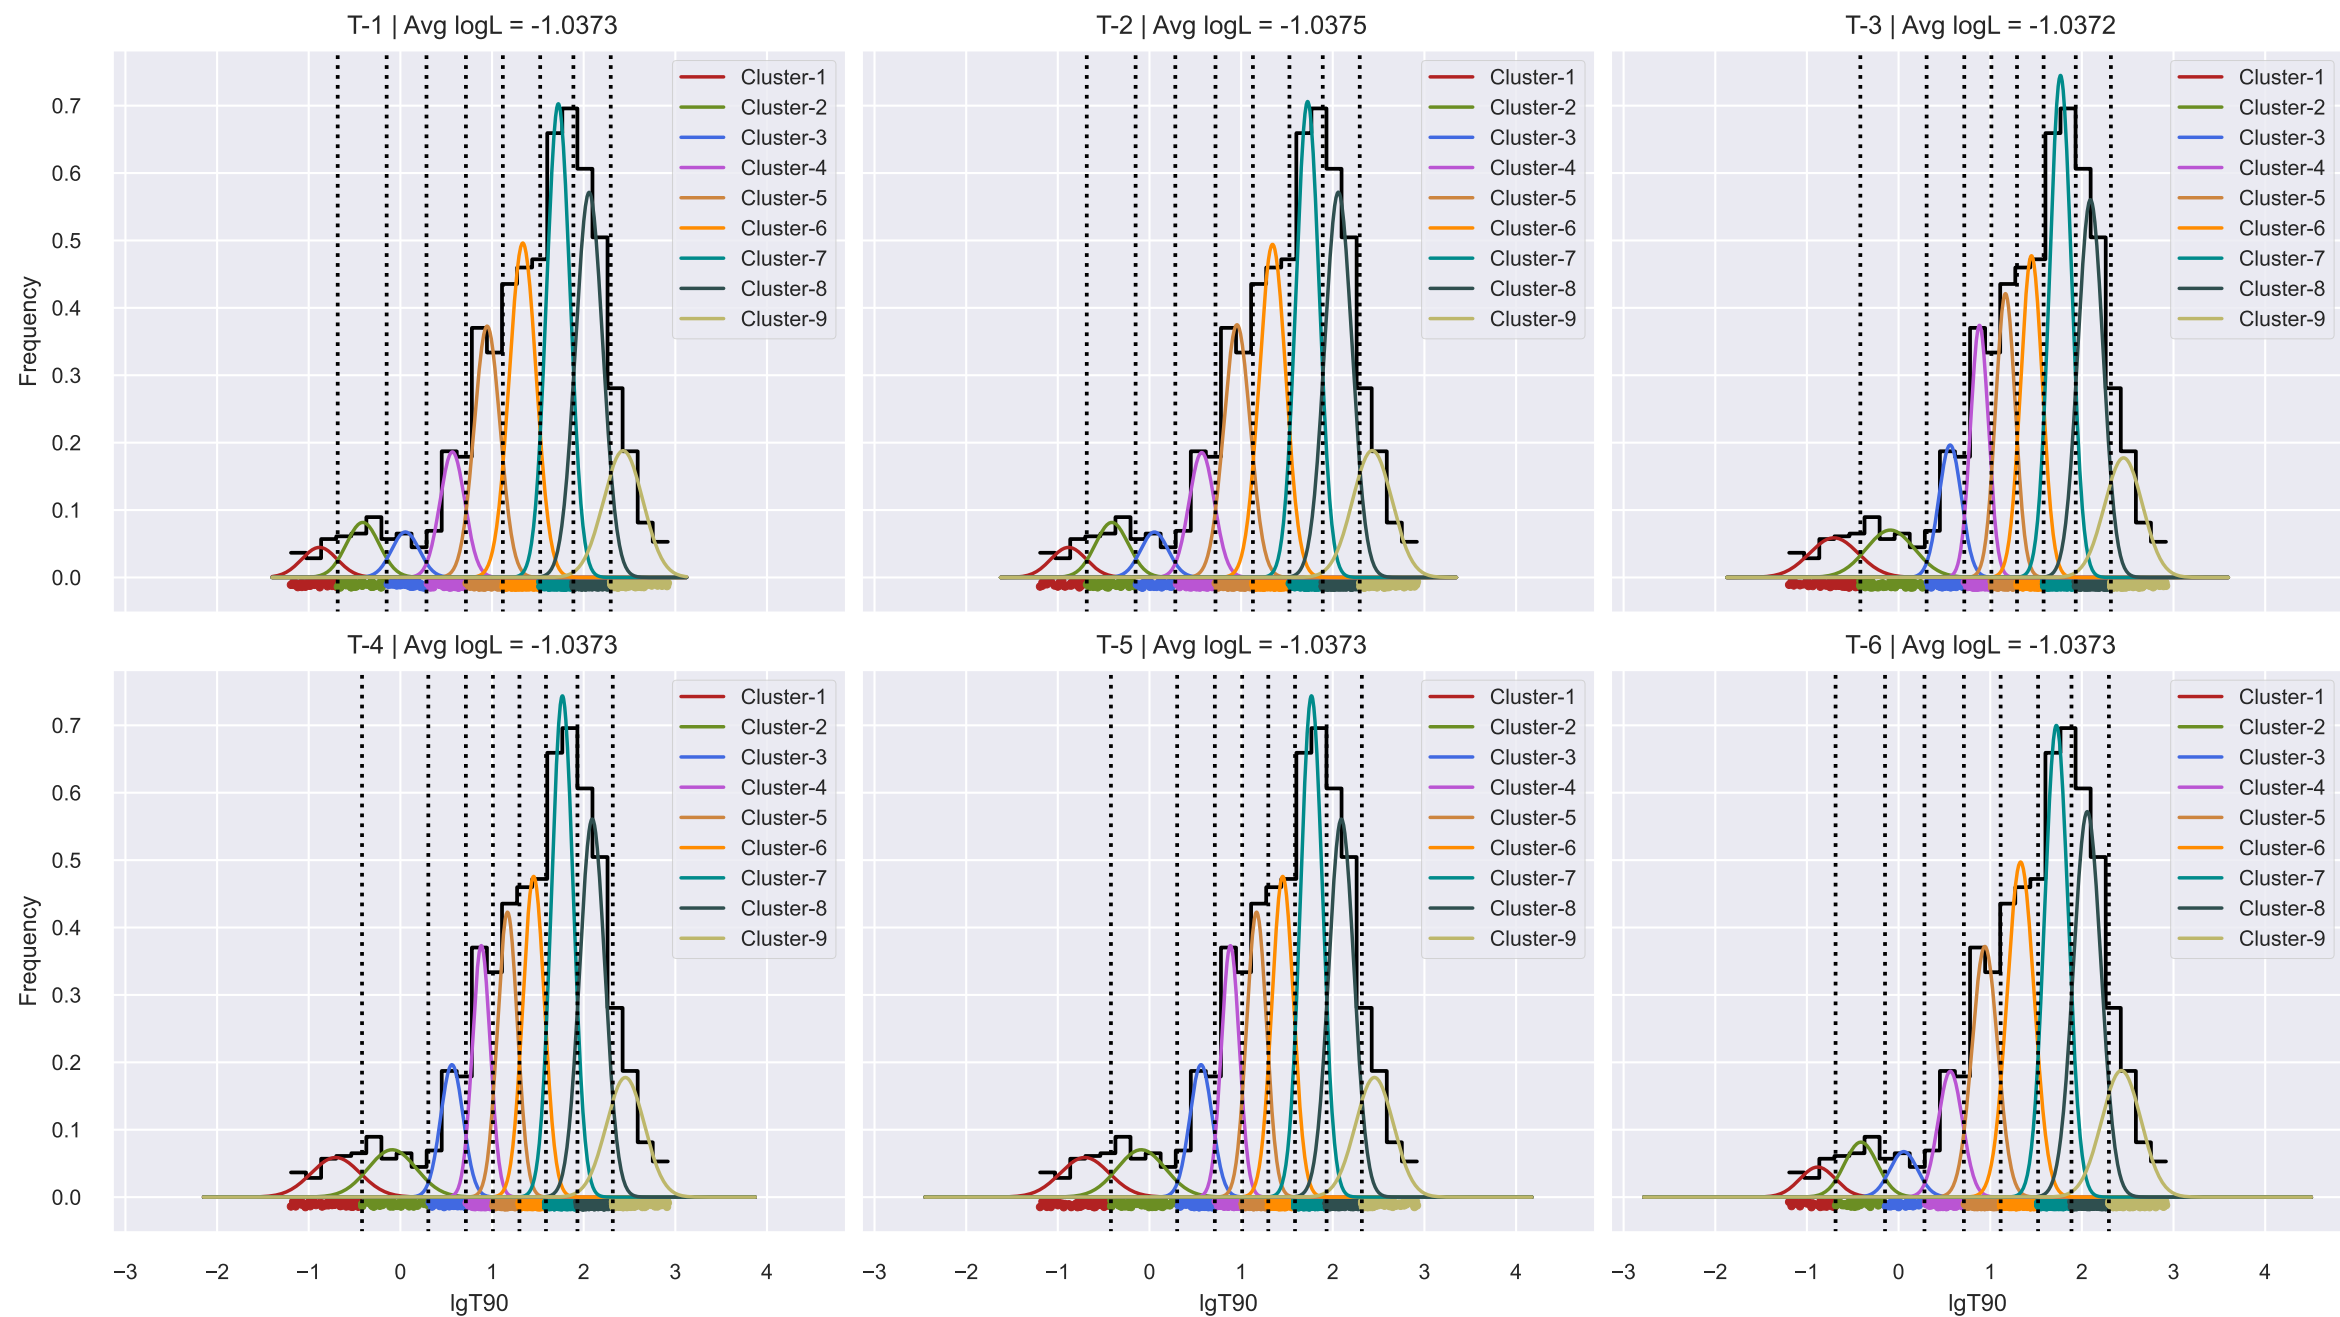 T-1 | Avg logL = -1.0373
T-2 | Avg logL = -1.0375
T-3 | Avg logL = -1.0372
Frequency
0.7
0.6
0.5
0.4
0.3
0.2
0.1
0.0
Cluster-1
Cluster-2
Cluster-3
Cluster-4
Cluster-5
Cluster-6
Cluster-7
Cluster-8
Cluster-9
Cluster-1
Cluster-2
Cluster-3
Cluster-4
Cluster-5
Cluster-6
Cluster-7
Cluster-8
Cluster-9
Cluster-1
Cluster-2
Cluster-3
Cluster-4
Cluster-5
Cluster-6
Cluster-7
Cluster-8
Cluster-9
T-4 | Avg logL = -1.0373
T-5 | Avg logL = -1.0373
T-6 | Avg logL = -1.0373
Frequency
0.7
0.6
0.5
0.4
0.3
0.2
0.1
0.0
Cluster-1
Cluster-2
Cluster-3
Cluster-4
Cluster-5
Cluster-6
Cluster-7
Cluster-8
Cluster-9
Cluster-1
Cluster-2
Cluster-3
Cluster-4
Cluster-5
Cluster-6
Cluster-7
Cluster-8
Cluster-9
Cluster-1
Cluster-2
Cluster-3
Cluster-4
Cluster-5
Cluster-6
Cluster-7
Cluster-8
Cluster-9
−3 −2 −1 0 1 2 3 4
−3 −2 −1 0 1 2 3 4
−3 −2 −1 0 1 2 3 4
lgT90
lgT90
lgT90